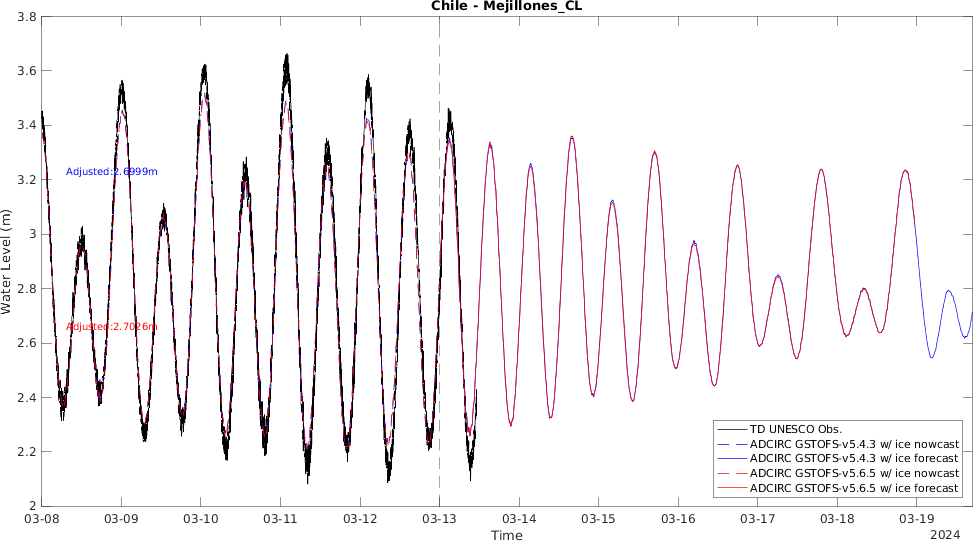 Chile - Mejillones_CL
3.8
3.6
3.4
3.2
3
2.8
2.6
2.4
2.2
2
Water Level (m)
Adjusted:2.6999m
Adjusted:2.7026m
TD UNESCO Obs.
ADCIRC GSTOFS-v5.4.3 w/ ice nowcast
ADCIRC GSTOFS-v5.4.3 w/ ice forecast
ADCIRC GSTOFS-v5.6.5 w/ ice nowcast
ADCIRC GSTOFS-v5.6.5 w/ ice forecast
03-08 03-09 03-10 03-11 03-12 03-13 03-14 03-15 03-16 03-17 03-18 03-19
Time
2024